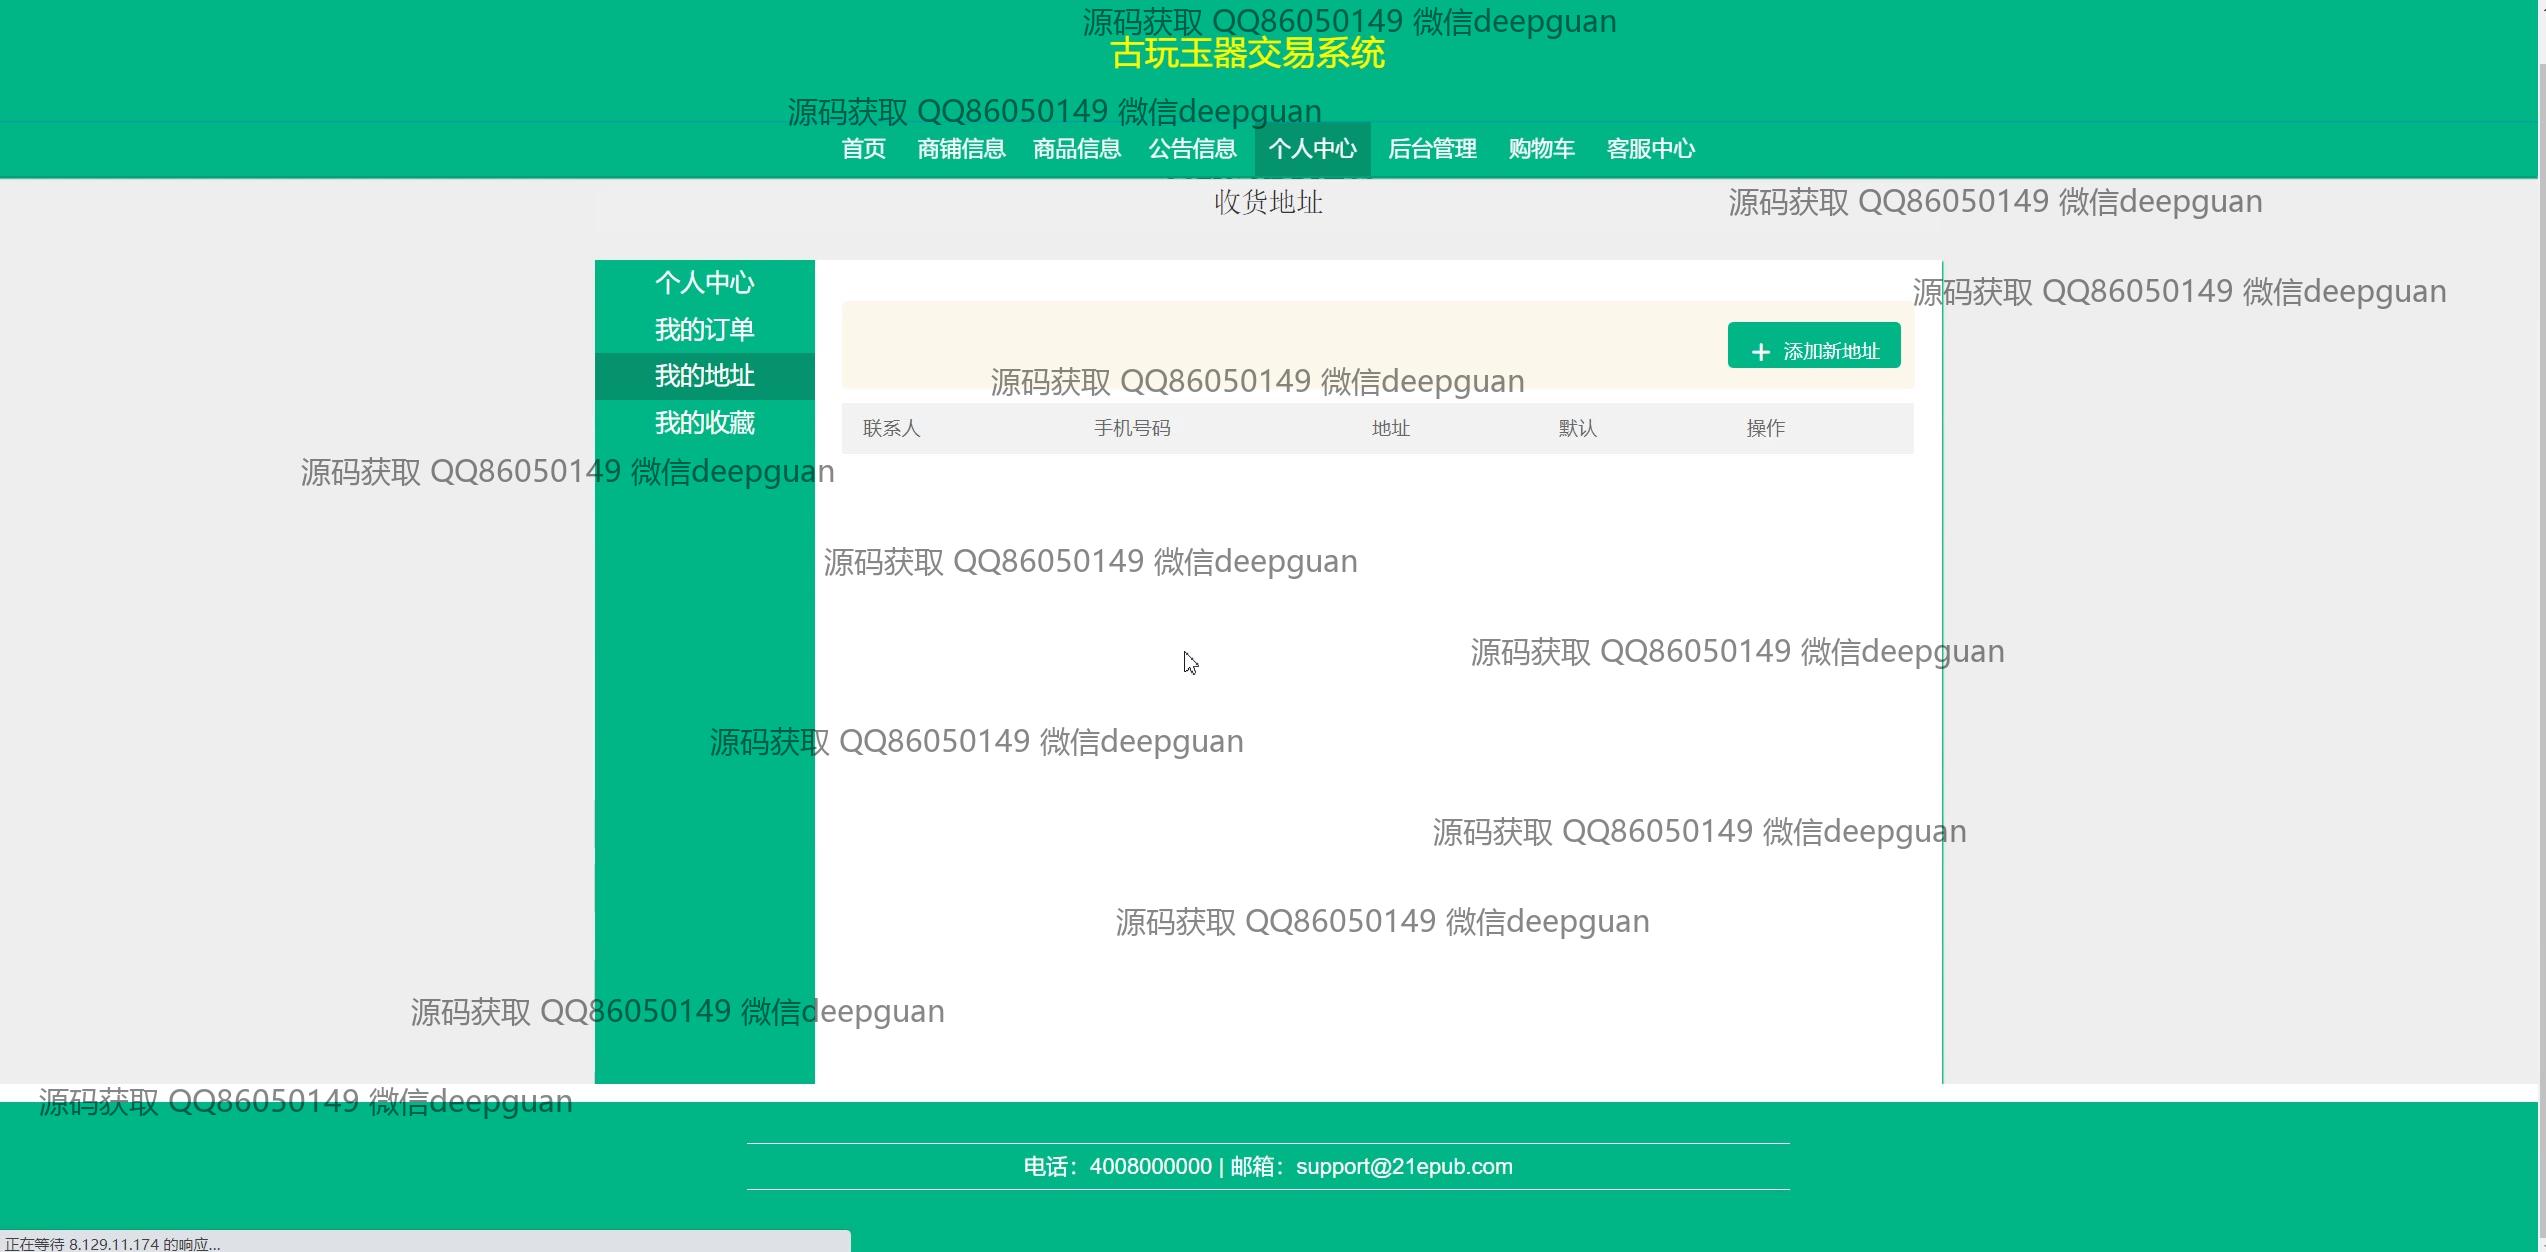 源码获取 QQ86050149 微信deepguan
古玩玉器交易系统
源码获取 QQ86050149 微信deepguan
首页 商铺信息 商品信息 公告信息 个人中心 后台管理 购物车 客服中心
收货地址
源码获取 QQ86050149 微信deepguan
个人中心
源码获取 QQ86050149 微信deepguan
我的订单
添加新地址
我的地址
源码获取 QQ86050149 微信deepguan
我的收藏
联系人 手机号码 地址 默认 操作
源码获取 QQ86050149 微信deepguan
源码获取 QQ86050149 微信deepguan
源码获取 QQ86050149 微信deepguan
源码获取 QQ86050149 微信deepguan
源码获取 QQ86050149 微信deepguan
源码获取 QQ86050149 微信deepguan
源码获取 QQ86050149 微信deepguan
源码获取 QQ86050149 微信deepguan
电话：4008000000 | 邮箱：support@21epub.com
正在等待 8.129.11.174 的响应...